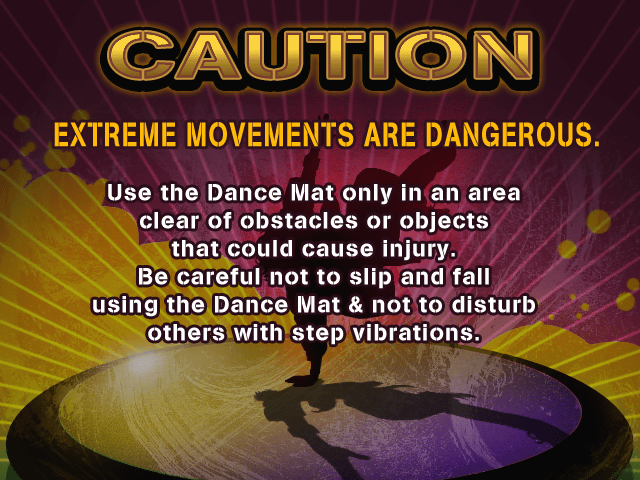 CAUTION
EXTREME MOVEMENTS ARE DANGEROUS.
Use the Dance Mat only in an area
clear of obstacles or objects
that could cause injury.
Be careful not to slip and fall
using the Dance Mat & not to disturb
others with step vibrations.